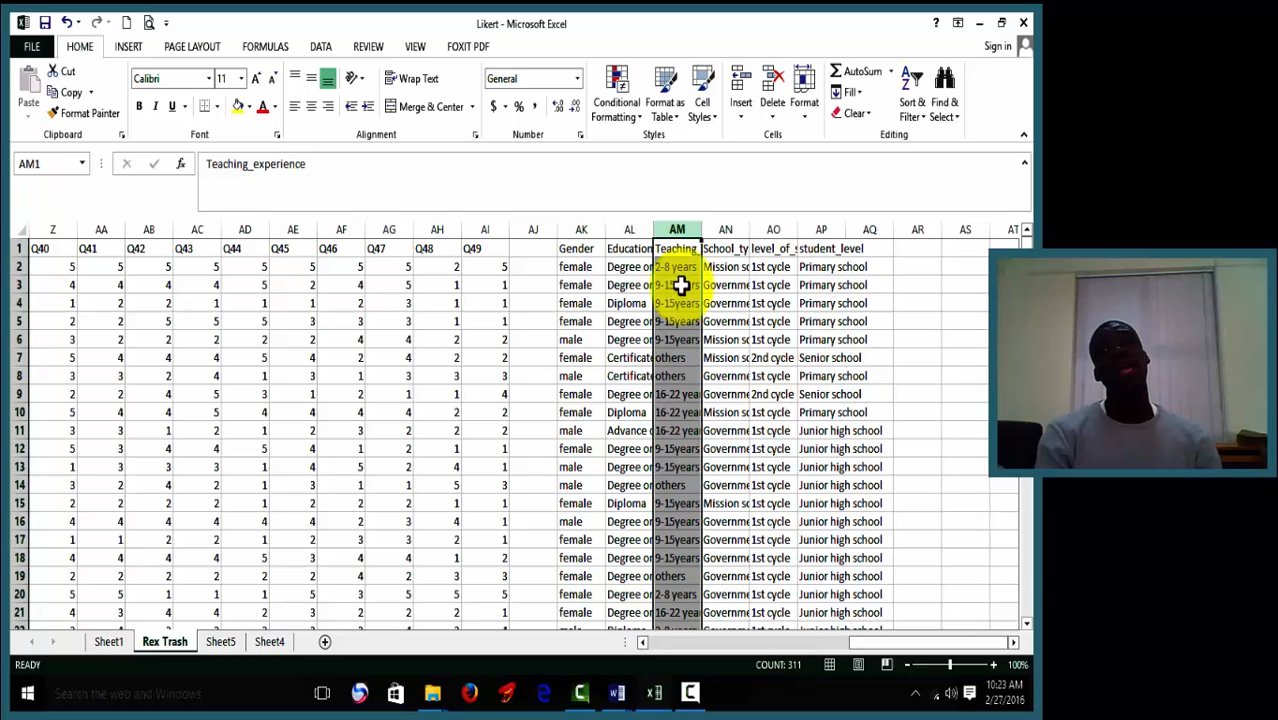 Likert - Microsoft Excel
Sign in
FILE HOME INSERT PAGE LAYOUT FORMULAS DATA REVIEW VIEW FOXIT PDF
Paste Cut Copy Format Painter
Calibri 11 B I U
Wrap Text Merge & Center
General $ %
Conditional Formatting Format as Table Cell Styles
Insert Delete Format
AutoSum Fill Clear Sort & Filter Find & Select
Clipboard Font Alignment Number Styles Cells Editing
AM1 fx Teaching_experience
Z AA AB AC AD AE AF AG AH AI AJ AK AL AM AN AO AP AQ AR AS AT
1 Q40 Q41 Q42 Q43 Q44 Q45 Q46 Q47 Q48 Q49 Gender Education Teaching_ School_ty level_of_s student_level
2 5 5 5 5 5 5 5 5 2 5 female Degree or 2-8 years Mission sc 1st cycle Primary school
3 4 4 4 4 5 2 4 5 1 1 female Degree or 9-15years Governme 1st cycle Primary school
4 1 2 2 1 1 1 2 3 1 1 female Diploma 9-15years Governme 1st cycle Primary school
5 2 2 5 5 5 3 3 3 1 1 female Degree or 9-15years Governme 1st cycle Primary school
6 3 2 2 2 2 2 4 4 2 2 male Degree or 9-15years Governme 1st cycle Primary school
7 5 4 4 4 5 4 4 4 2 2 female Certificate others Mission sc 2nd cycle Senior school
8 3 3 2 4 1 3 1 3 3 3 male Certificate others Governme 1st cycle Primary school
9 2 2 4 5 3 1 2 1 1 4 female Degree or 16-22 year Governme 2nd cycle Senior school
10 5 4 4 5 4 4 4 4 2 2 female Diploma 16-22 year Mission sc 1st cycle Primary school
11 3 3 1 2 1 4 2 2 2 2 male Advance d 16-22 year Governme 1st cycle Junior high school
12 5 3 4 4 5 4 1 2 1 1 female Degree or 9-15years Governme 1st cycle Junior high school
13 1 3 3 3 1 4 5 2 4 1 male Degree or 9-15years Governme 1st cycle Junior high school
14 3 2 4 2 1 3 1 1 5 3 male Degree or others Governme 1st cycle Junior high school
15 2 2 2 1 2 2 2 2 1 1 female Diploma 9-15years Mission sc 1st cycle Junior high school
16 4 4 4 4 1 1 2 3 4 1 male Degree or 9-15years Governme 1st cycle Junior high school
17 1 1 2 2 1 2 3 3 2 1 female Degree or 9-15years Governme 1st cycle Junior high school
18 4 4 4 4 5 3 4 4 1 2 female Degree or 9-15years Governme 1st cycle Junior high school
19 2 2 2 2 2 2 4 2 3 3 female Degree or others Governme 1st cycle Junior high school
20 5 5 1 1 1 5 3 5 5 5 female Degree or 2-8 years Governme 1st cycle Junior high school
21 4 3 4 4 2 3 2 2 2 1 female Degree or 16-22 year Governme 1st cycle Junior high school
Sheet1 Rex Trash Sheet5 Sheet4
READY COUNT: 311 100%
Search the web and Windows
10:23 AM
2/27/2016